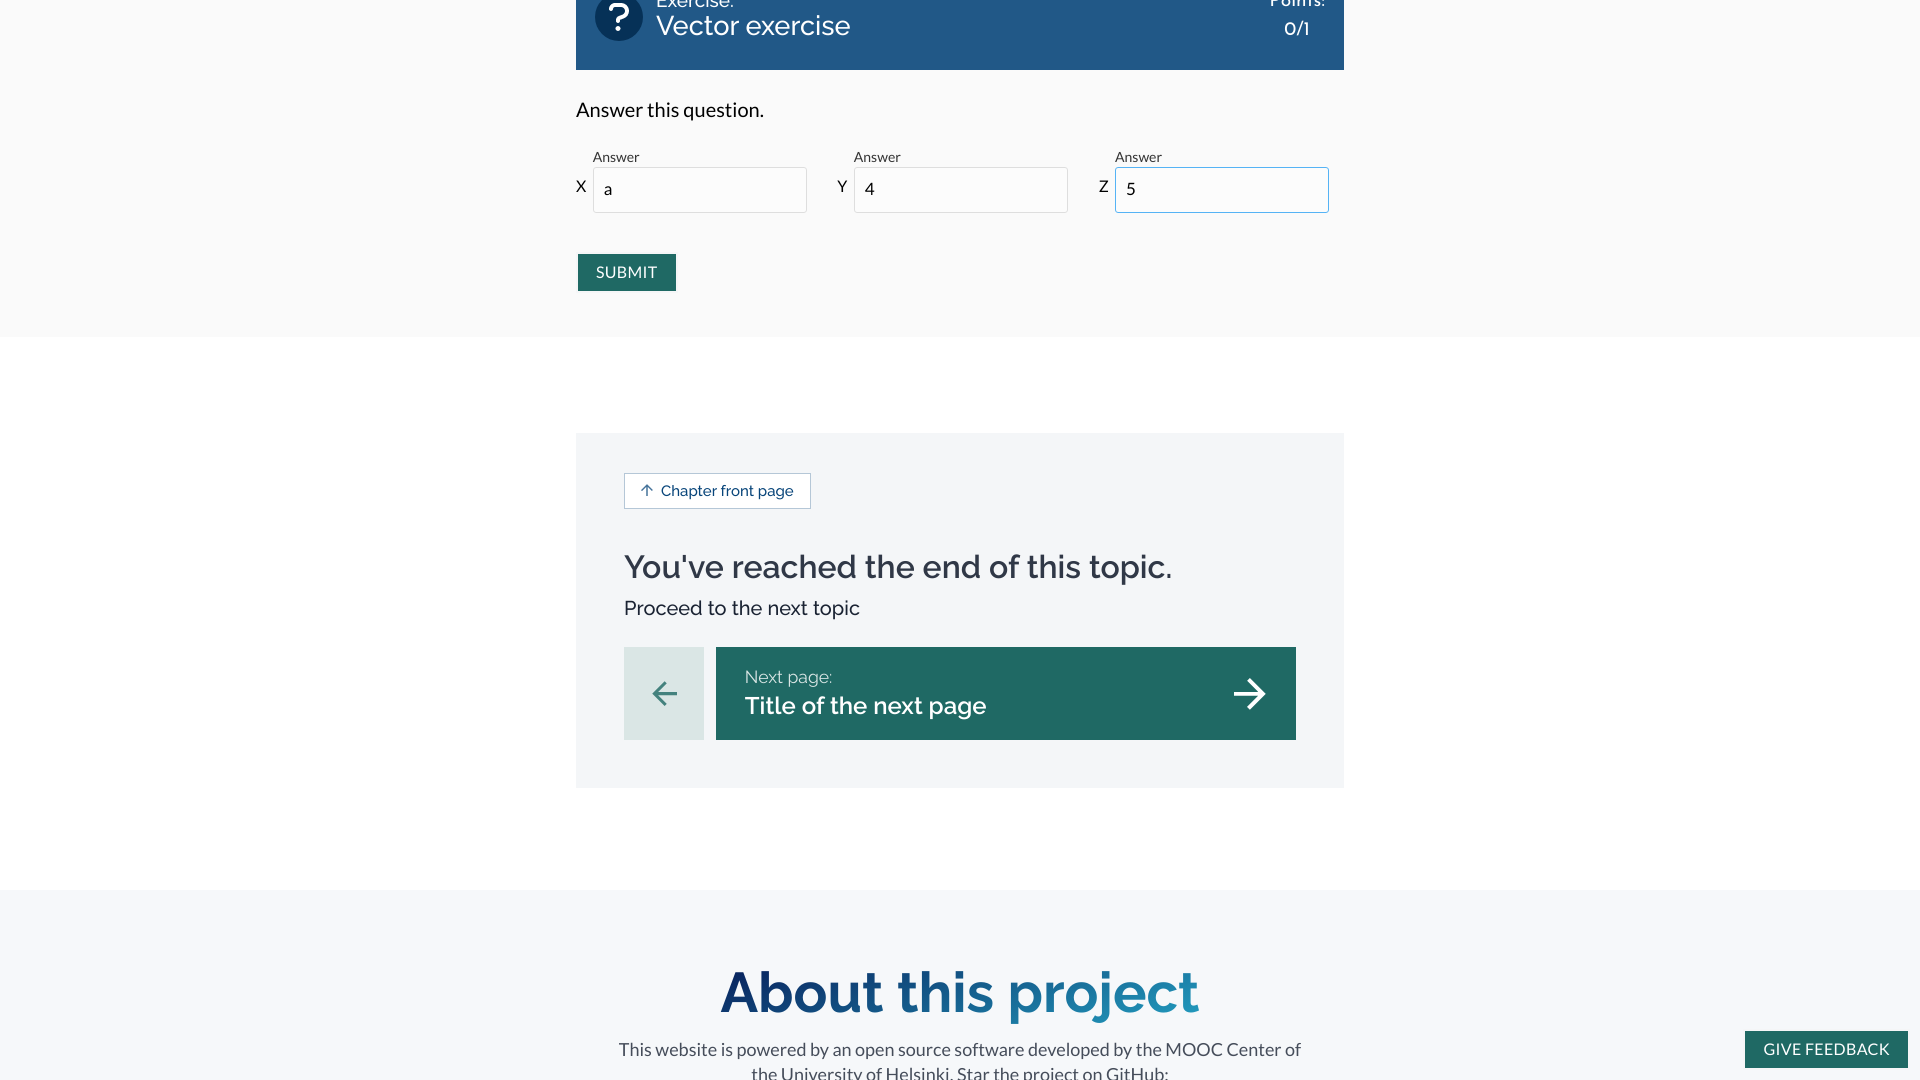 Exercise:
Vector exercise
Points:
0/1
Answer this question.
Answer
X a
Answer
Y 4
Answer
Z 5
SUBMIT
Chapter front page
You've reached the end of this topic.
Proceed to the next topic
Next page:
Title of the next page
About this project
This website is powered by an open source software developed by the MOOC Center of
the University of Helsinki. Star the project on GitHub:
GIVE FEEDBACK